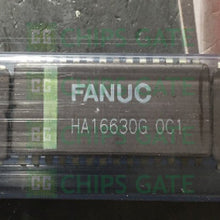 FANUC
HA16630G 0C1
CHIPS GATE